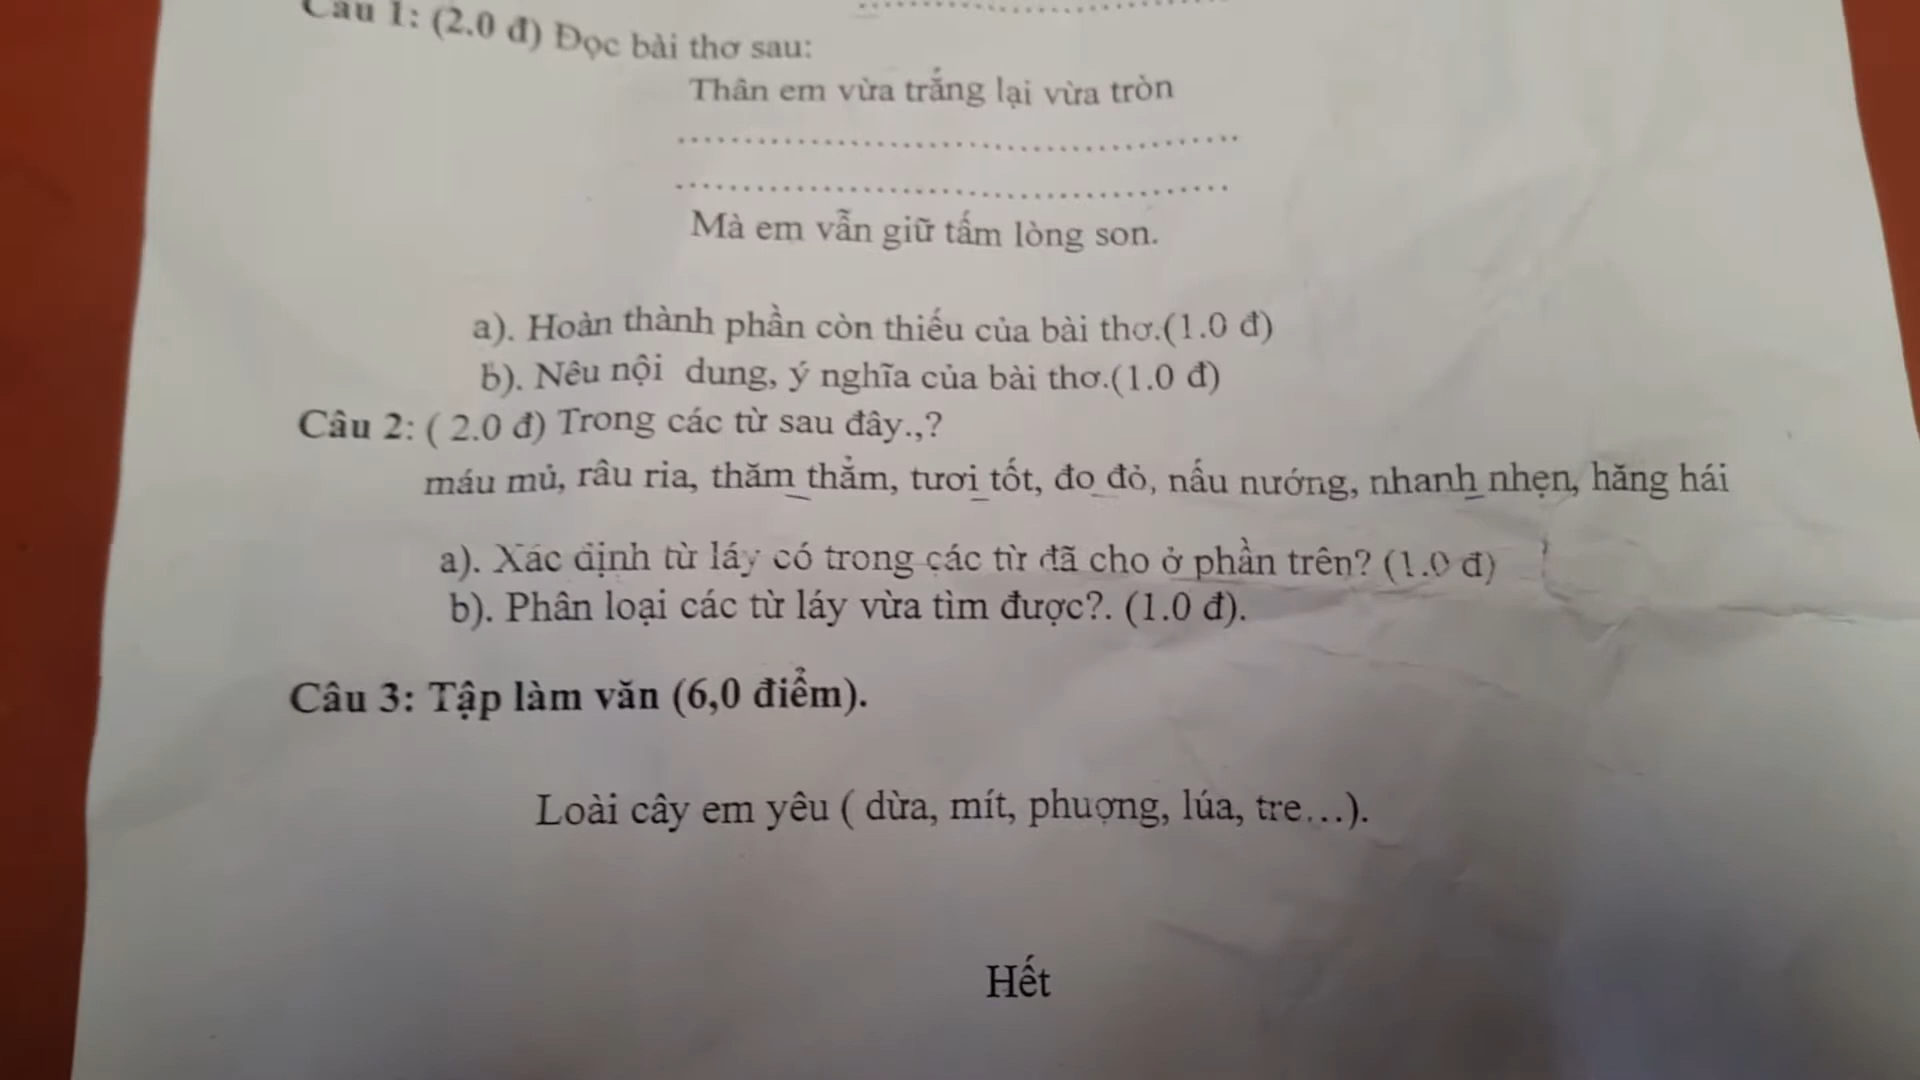 Câu 1: (2.0 đ) Đọc bài thơ sau:
Thân em vừa trắng lại vừa tròn
................................................
................................................
Mà em vẫn giữ tấm lòng son.
a). Hoàn thành phần còn thiếu của bài thơ.(1.0 đ)
b). Nêu nội dung, ý nghĩa của bài thơ.(1.0 đ)
Câu 2: ( 2.0 đ) Trong các từ sau đây.,?
máu mủ, râu ria, thăm thẳm, tươi tốt, đo đỏ, nấu nướng, nhanh nhẹn, hăng hái
a). Xác định từ láy có trong các từ đã cho ở phần trên? (1.0 đ)
b). Phân loại các từ láy vừa tìm được?. (1.0 đ).
Câu 3: Tập làm văn (6,0 điểm).
Loài cây em yêu ( dừa, mít, phuợng, lúa, tre...).
Hết